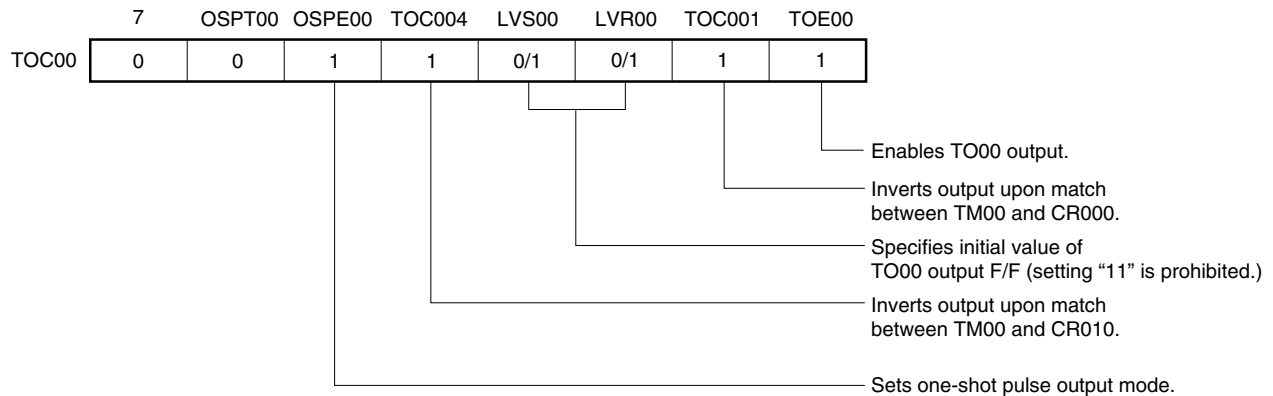 7 OSPT00 OSPE00 TOC004 LVS00 LVR00 TOC001 TOE00
TOC00 0 0 1 1 0/1 0/1 1 1
Enables TO00 output.
Inverts output upon match
between TM00 and CR000.
Specifies initial value of
TO00 output F/F (setting “11” is prohibited.)
Inverts output upon match
between TM00 and CR010.
Sets one-shot pulse output mode.